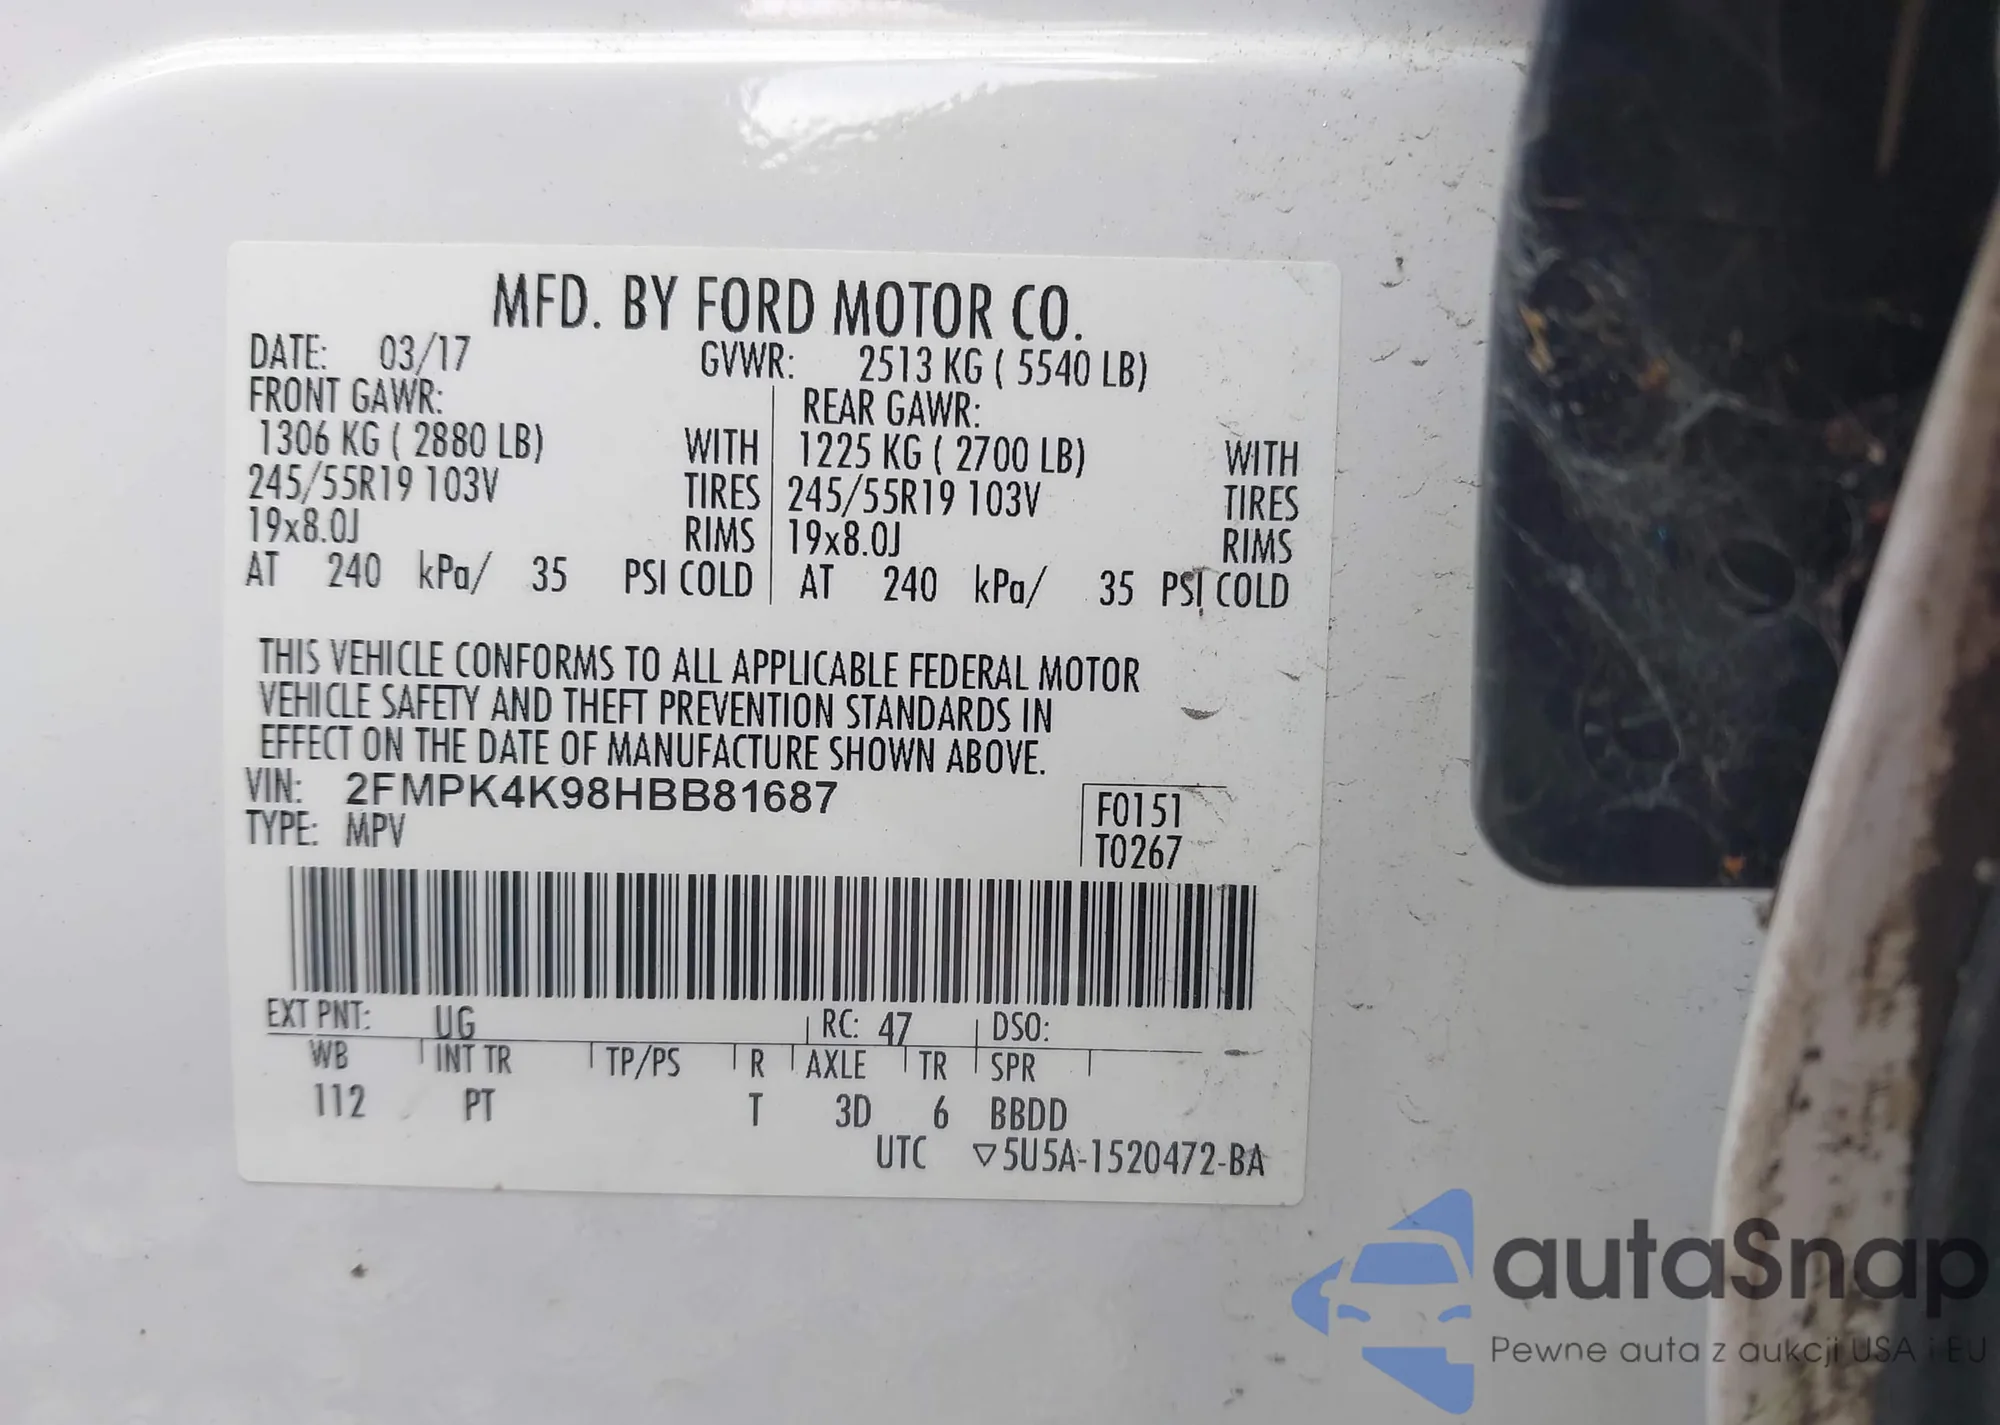 MFD. BY FORD MOTOR CO.
DATE: 03/17 GVWR: 2513 KG ( 5540 LB)
FRONT GAWR: REAR GAWR:
1306 KG ( 2880 LB) WITH 1225 KG ( 2700 LB) WITH
245/55R19 103V TIRES 245/55R19 103V TIRES
19x8.0J RIMS 19x8.0J RIMS
AT 240 kPa/ 35 PSI COLD AT 240 kPa/ 35 PSI COLD
THIS VEHICLE CONFORMS TO ALL APPLICABLE FEDERAL MOTOR
VEHICLE SAFETY AND THEFT PREVENTION STANDARDS IN
EFFECT ON THE DATE OF MANUFACTURE SHOWN ABOVE.
VIN: 2FMPK4K98HBB81687
TYPE: MPV
F0151
T0267
EXT PNT: UG RC: 47 DSO:
WB INT TR TP/PS R AXLE TR SPR
112 PT T 3D 6 BBDD
UTC ▽5U5A-1520472-BA
autaSnap
Pewne auta z aukcji USA i EU